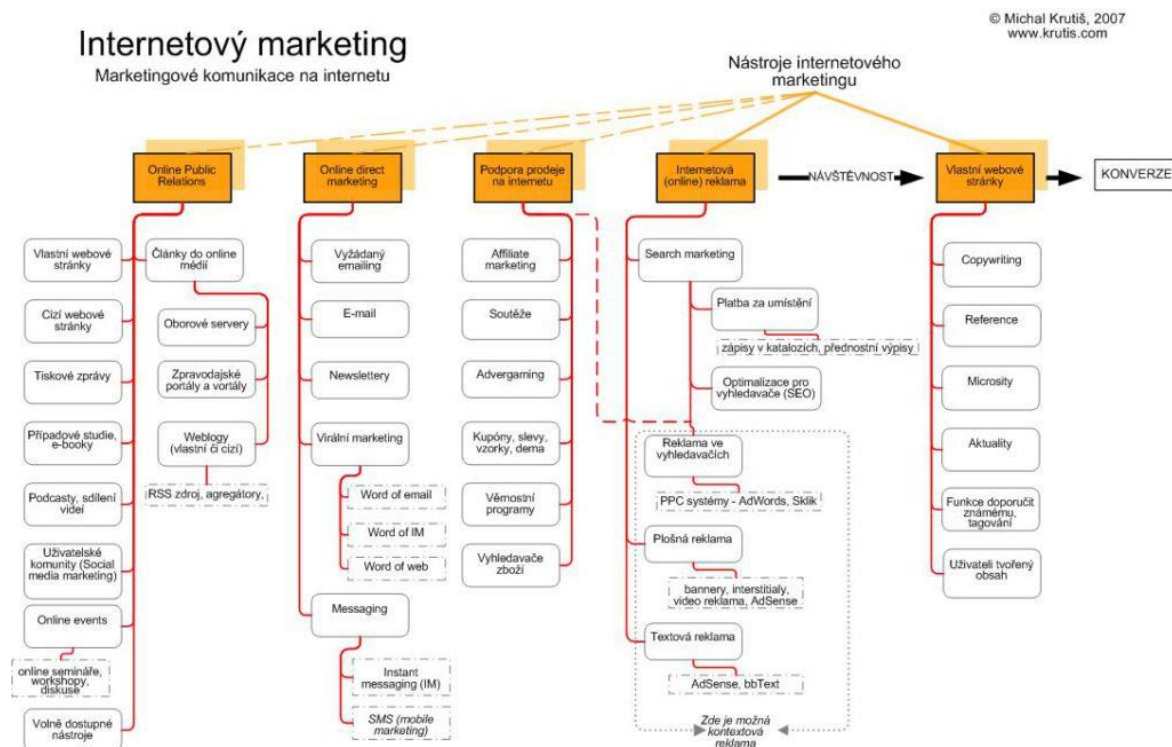 © Michal Krutiš, 2007
www.krutis.com
Internetový marketing
Marketingové komunikace na internetu
Nástroje internetového
marketingu
Online Public
Relations
Online direct
marketing
Podpora prodeje
na internetu
Internetová
(online) reklama
NÁVŠTĚVNOST
Vlastní webové
stránky
KONVERZE
Vlastní webové
stránky
Cizí webové
stránky
Tiskové zprávy
Případové studie,
e-booky
Podcasty, sdílení
videí
Uživatelské
komunity (Social
media marketing)
Online events
online semináře,
workshopy,
diskuse
Volně dostupné
nástroje
Články do online
médií
Oborové servery
Zpravodajské
portály a vortály
Weblogy
(vlastní či cizí)
RSS zdroj, agregátory,
Vyžádaný
emailing
E-mail
Newslettery
Virální marketing
Word of email
Word of IM
Word of web
Messaging
Instant
messaging (IM)
SMS (mobile
marketing)
Affiliate
marketing
Soutěže
Advergaming
Kupóny, slevy,
vzorky, dema
Věrnostní
programy
Vyhledavače
zboží
Search marketing
Platba za umístění
zápisy v katalozích, přednostní výpisy
Optimalizace pro
vyhledavače (SEO)
Reklama ve
vyhledavačích
PPC systémy - AdWords, Sklik
Plošná reklama
bannery, interstitialy,
video reklama, AdSense
Textová reklama
AdSense, bbText
Zde je možná
kontextová
reklama
Copywriting
Reference
Microsity
Aktuality
Funkce doporučit
známému,
tagování
Uživateli tvořený
obsah